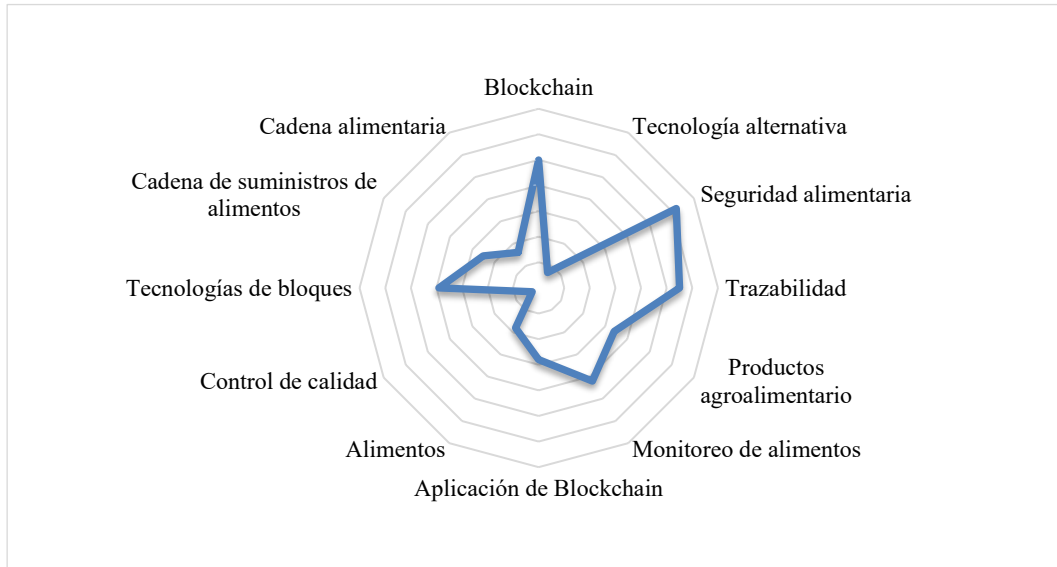 Blockchain
Tecnología alternativa
Seguridad alimentaria
Trazabilidad
Productos
agroalimentario
Monitoreo de alimentos
Aplicación de Blockchain
Alimentos
Control de calidad
Tecnologías de bloques
Cadena de suministros de
alimentos
Cadena alimentaria